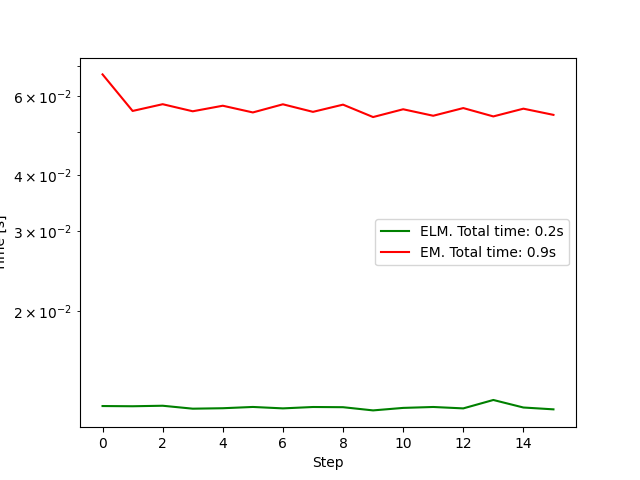 6 × 10⁻²
4 × 10⁻²
3 × 10⁻²
2 × 10⁻²
ELM. Total time: 0.2s
EM. Total time: 0.9s
0 2 4 6 8 10 12 14
Step